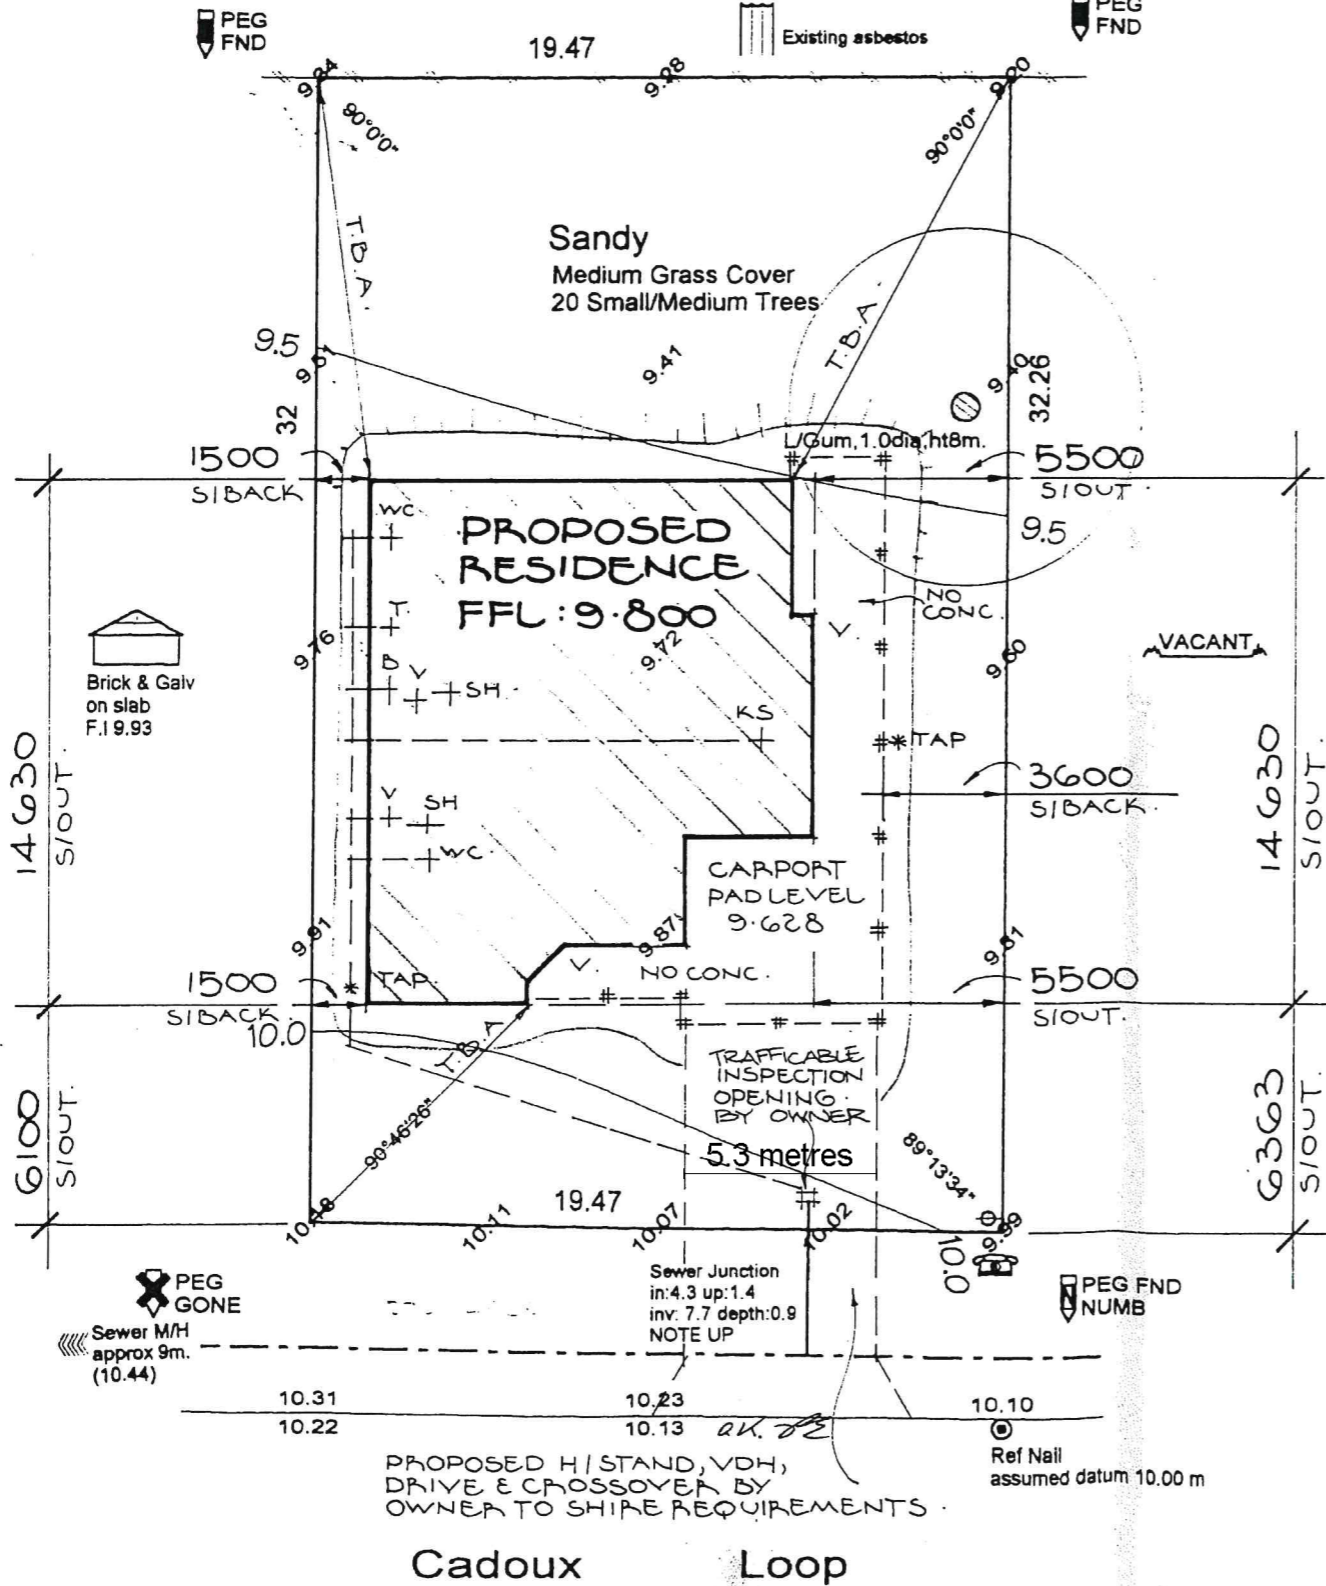 PEG
FND
19.47
Existing asbestos
PEG
FND
9.28
9.20
90°0'0"
90°0'0"
T.B.A.
Sandy
Medium Grass Cover
20 Small/Medium Trees
T.B.A.
9.5
9.41
9.40
32
32.26
L/Gum,1.0dia,ht8m.
1500
S/BACK
5500
S/OUT
WC
PROPOSED
RESIDENCE
FFL : 9.800
9.5
NO
CONC.
T.
V.
9.76
9.72
9.60
VACANT
B
V
SH
Brick & Galv
on slab
F.l 9.93
KS
TAP
14630
S/OUT.
3600
S/BACK.
14630
S/OUT.
V
SH
WC.
CARPORT
PAD LEVEL
9.628
9.91
9.87
9.81
V.
NO CONC.
1500
S/BACK.
TAP
5500
S/OUT.
10.0
T.B.A
TRAFFICABLE
INSPECTION
OPENING
BY OWNER
6100
S/OUT.
6363
S/OUT.
90°46'26"
5.3 metres
89°13'34"
19.47
10.18
10.11
10.07
10.02
9.99
10.0
PEG
GONE
Sewer Junction
in:4.3 up:1.4
inv: 7.7 depth:0.9
NOTE UP
PEG FND
NUMB
Sewer M/H
approx 9m.
(10.44)
10.31
10.23
10.10
10.22
10.13
Ref Nail
assumed datum 10.00 m
PROPOSED H/STAND, VDH,
DRIVE & CROSSOVER BY
OWNER TO SHIRE REQUIREMENTS.
Cadoux Loop